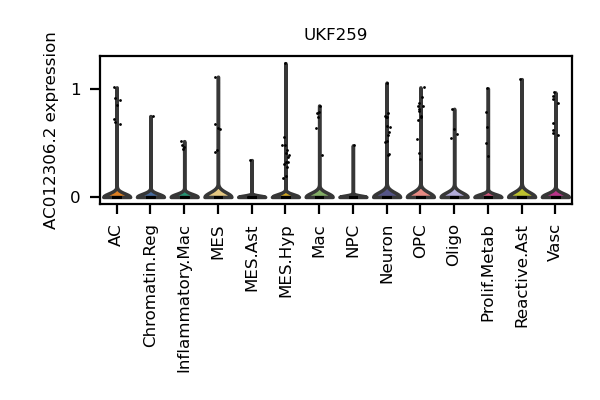 UKF259
AC012306.2 expression
1
0
AC
Chromatin.Reg
Inflammatory.Mac
MES
MES.Ast
MES.Hyp
Mac
NPC
Neuron
OPC
Oligo
Prolif.Metab
Reactive.Ast
Vasc